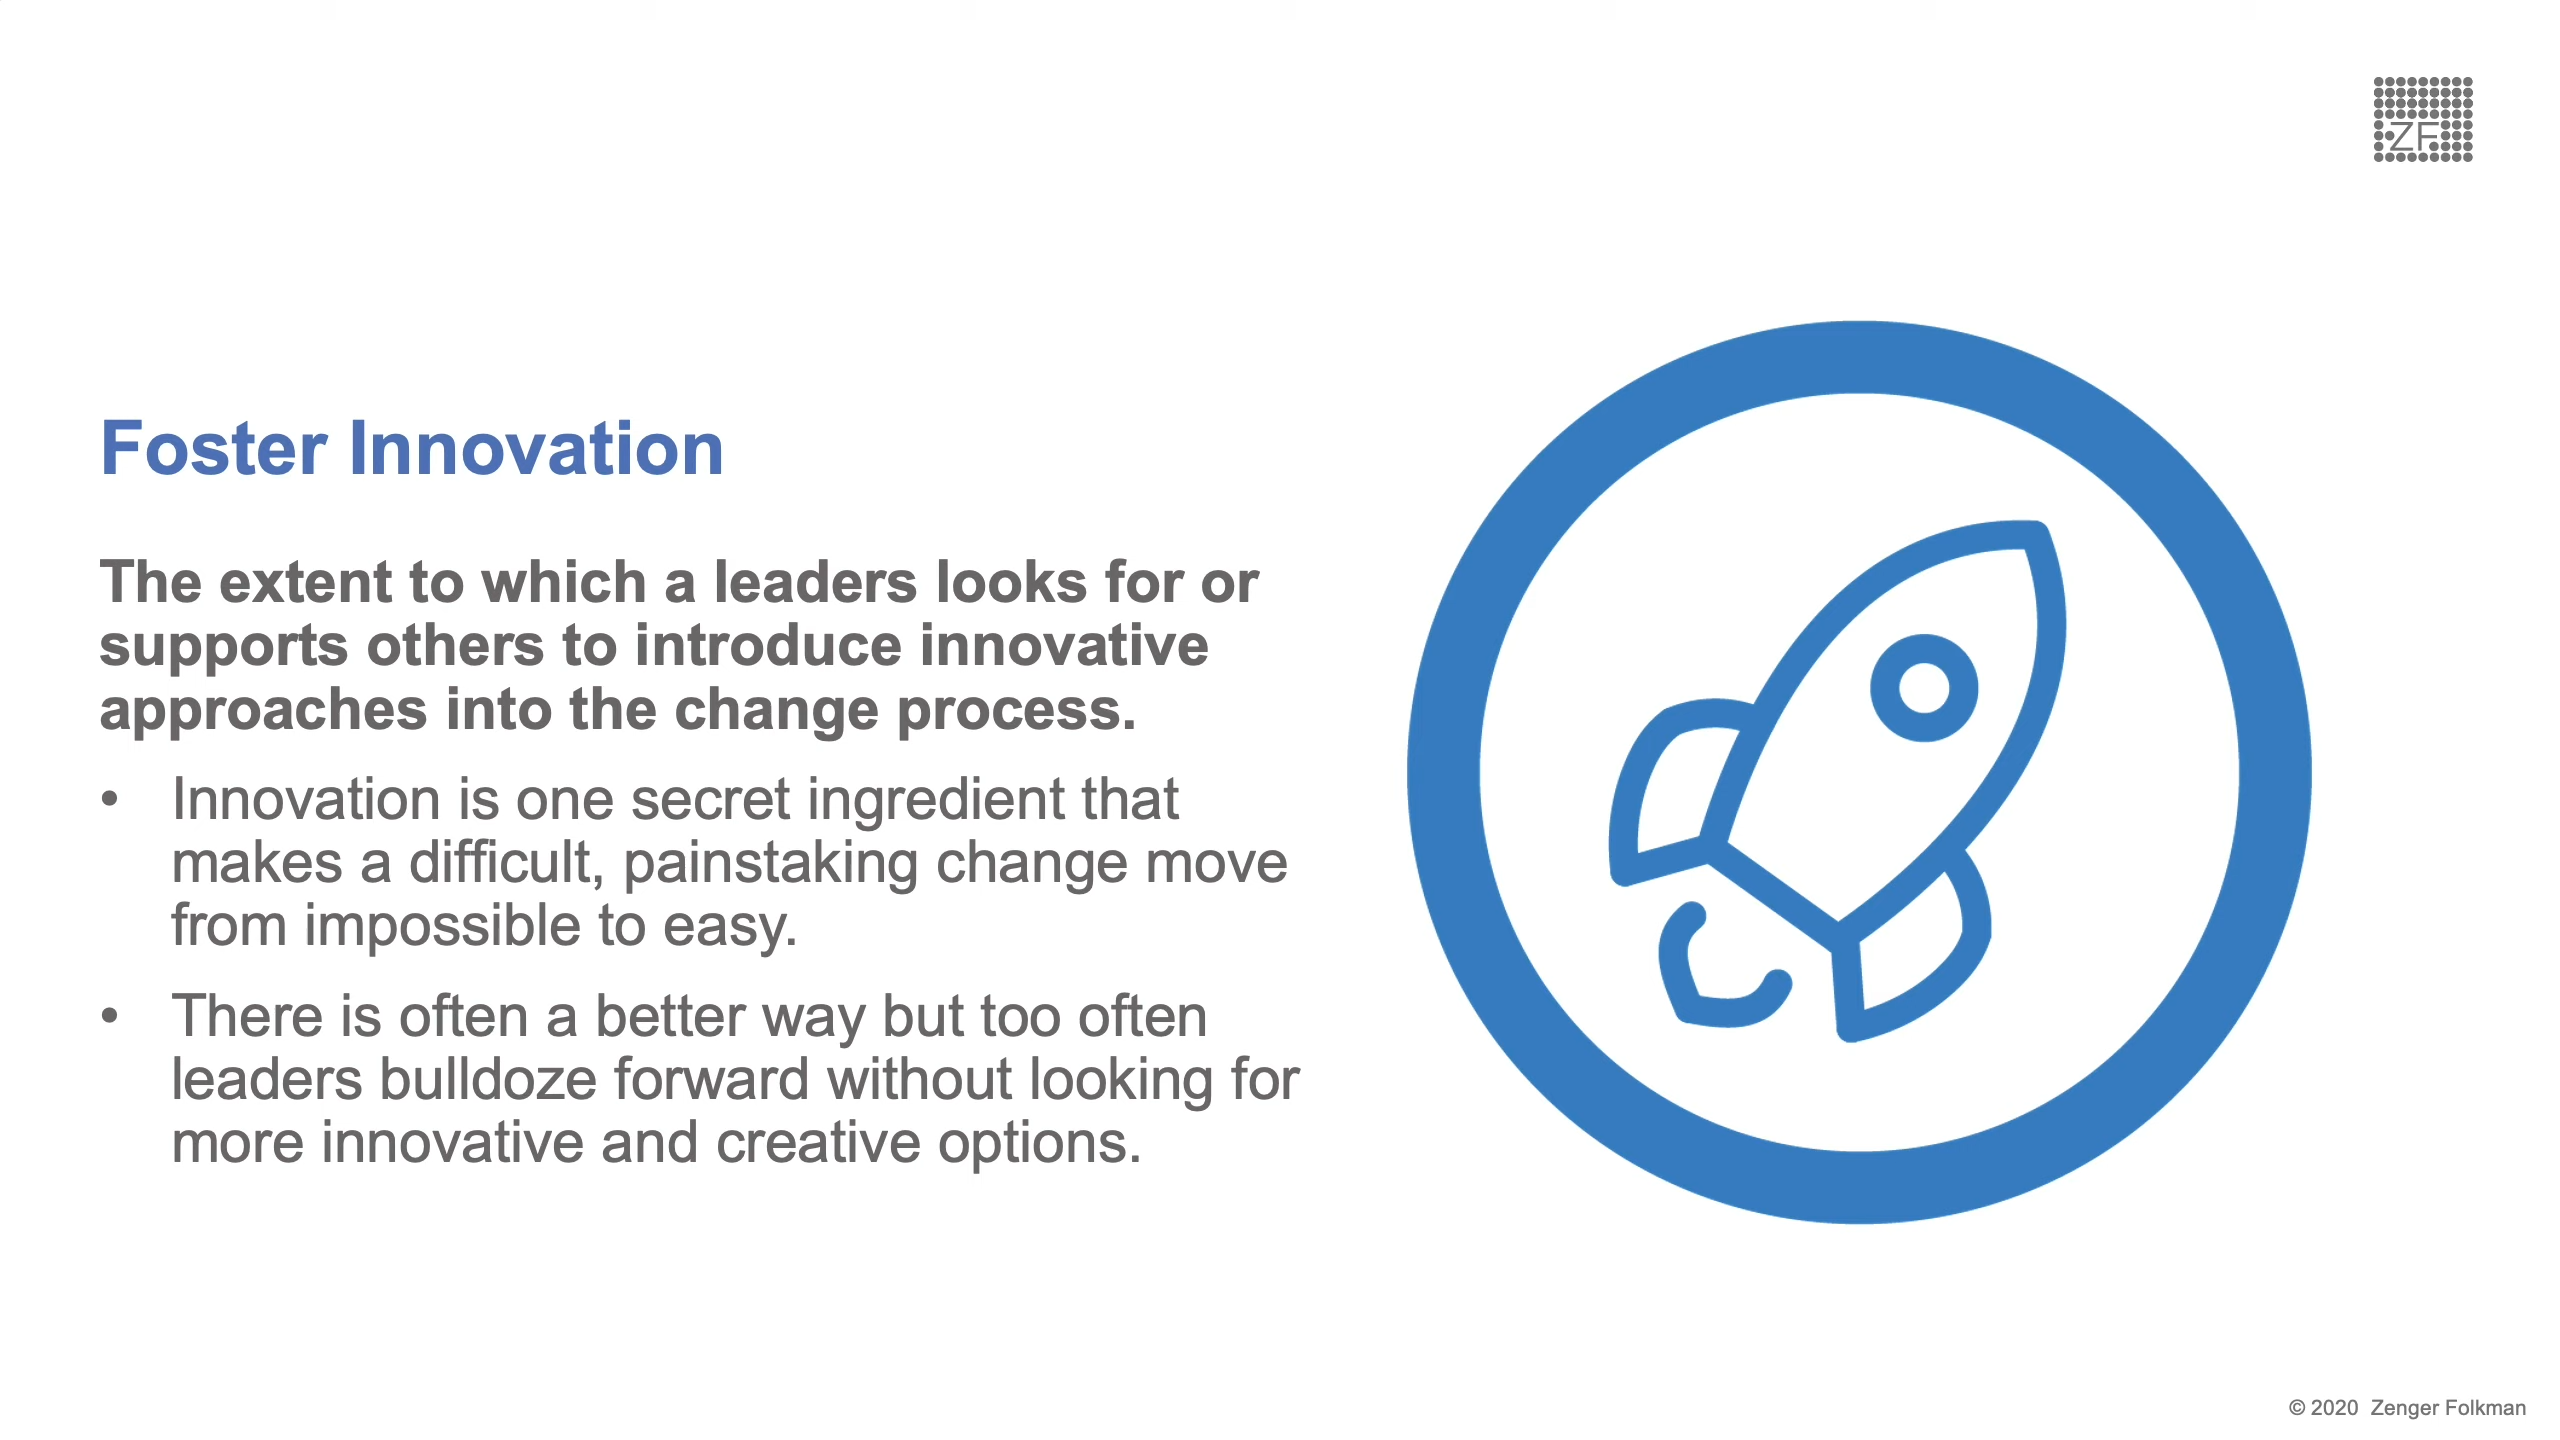 ZF
Foster Innovation
The extent to which a leaders looks for or
supports others to introduce innovative
approaches into the change process.
• Innovation is one secret ingredient that
makes a difficult, painstaking change move
from impossible to easy.
• There is often a better way but too often
leaders bulldoze forward without looking for
more innovative and creative options.
© 2020 Zenger Folkman